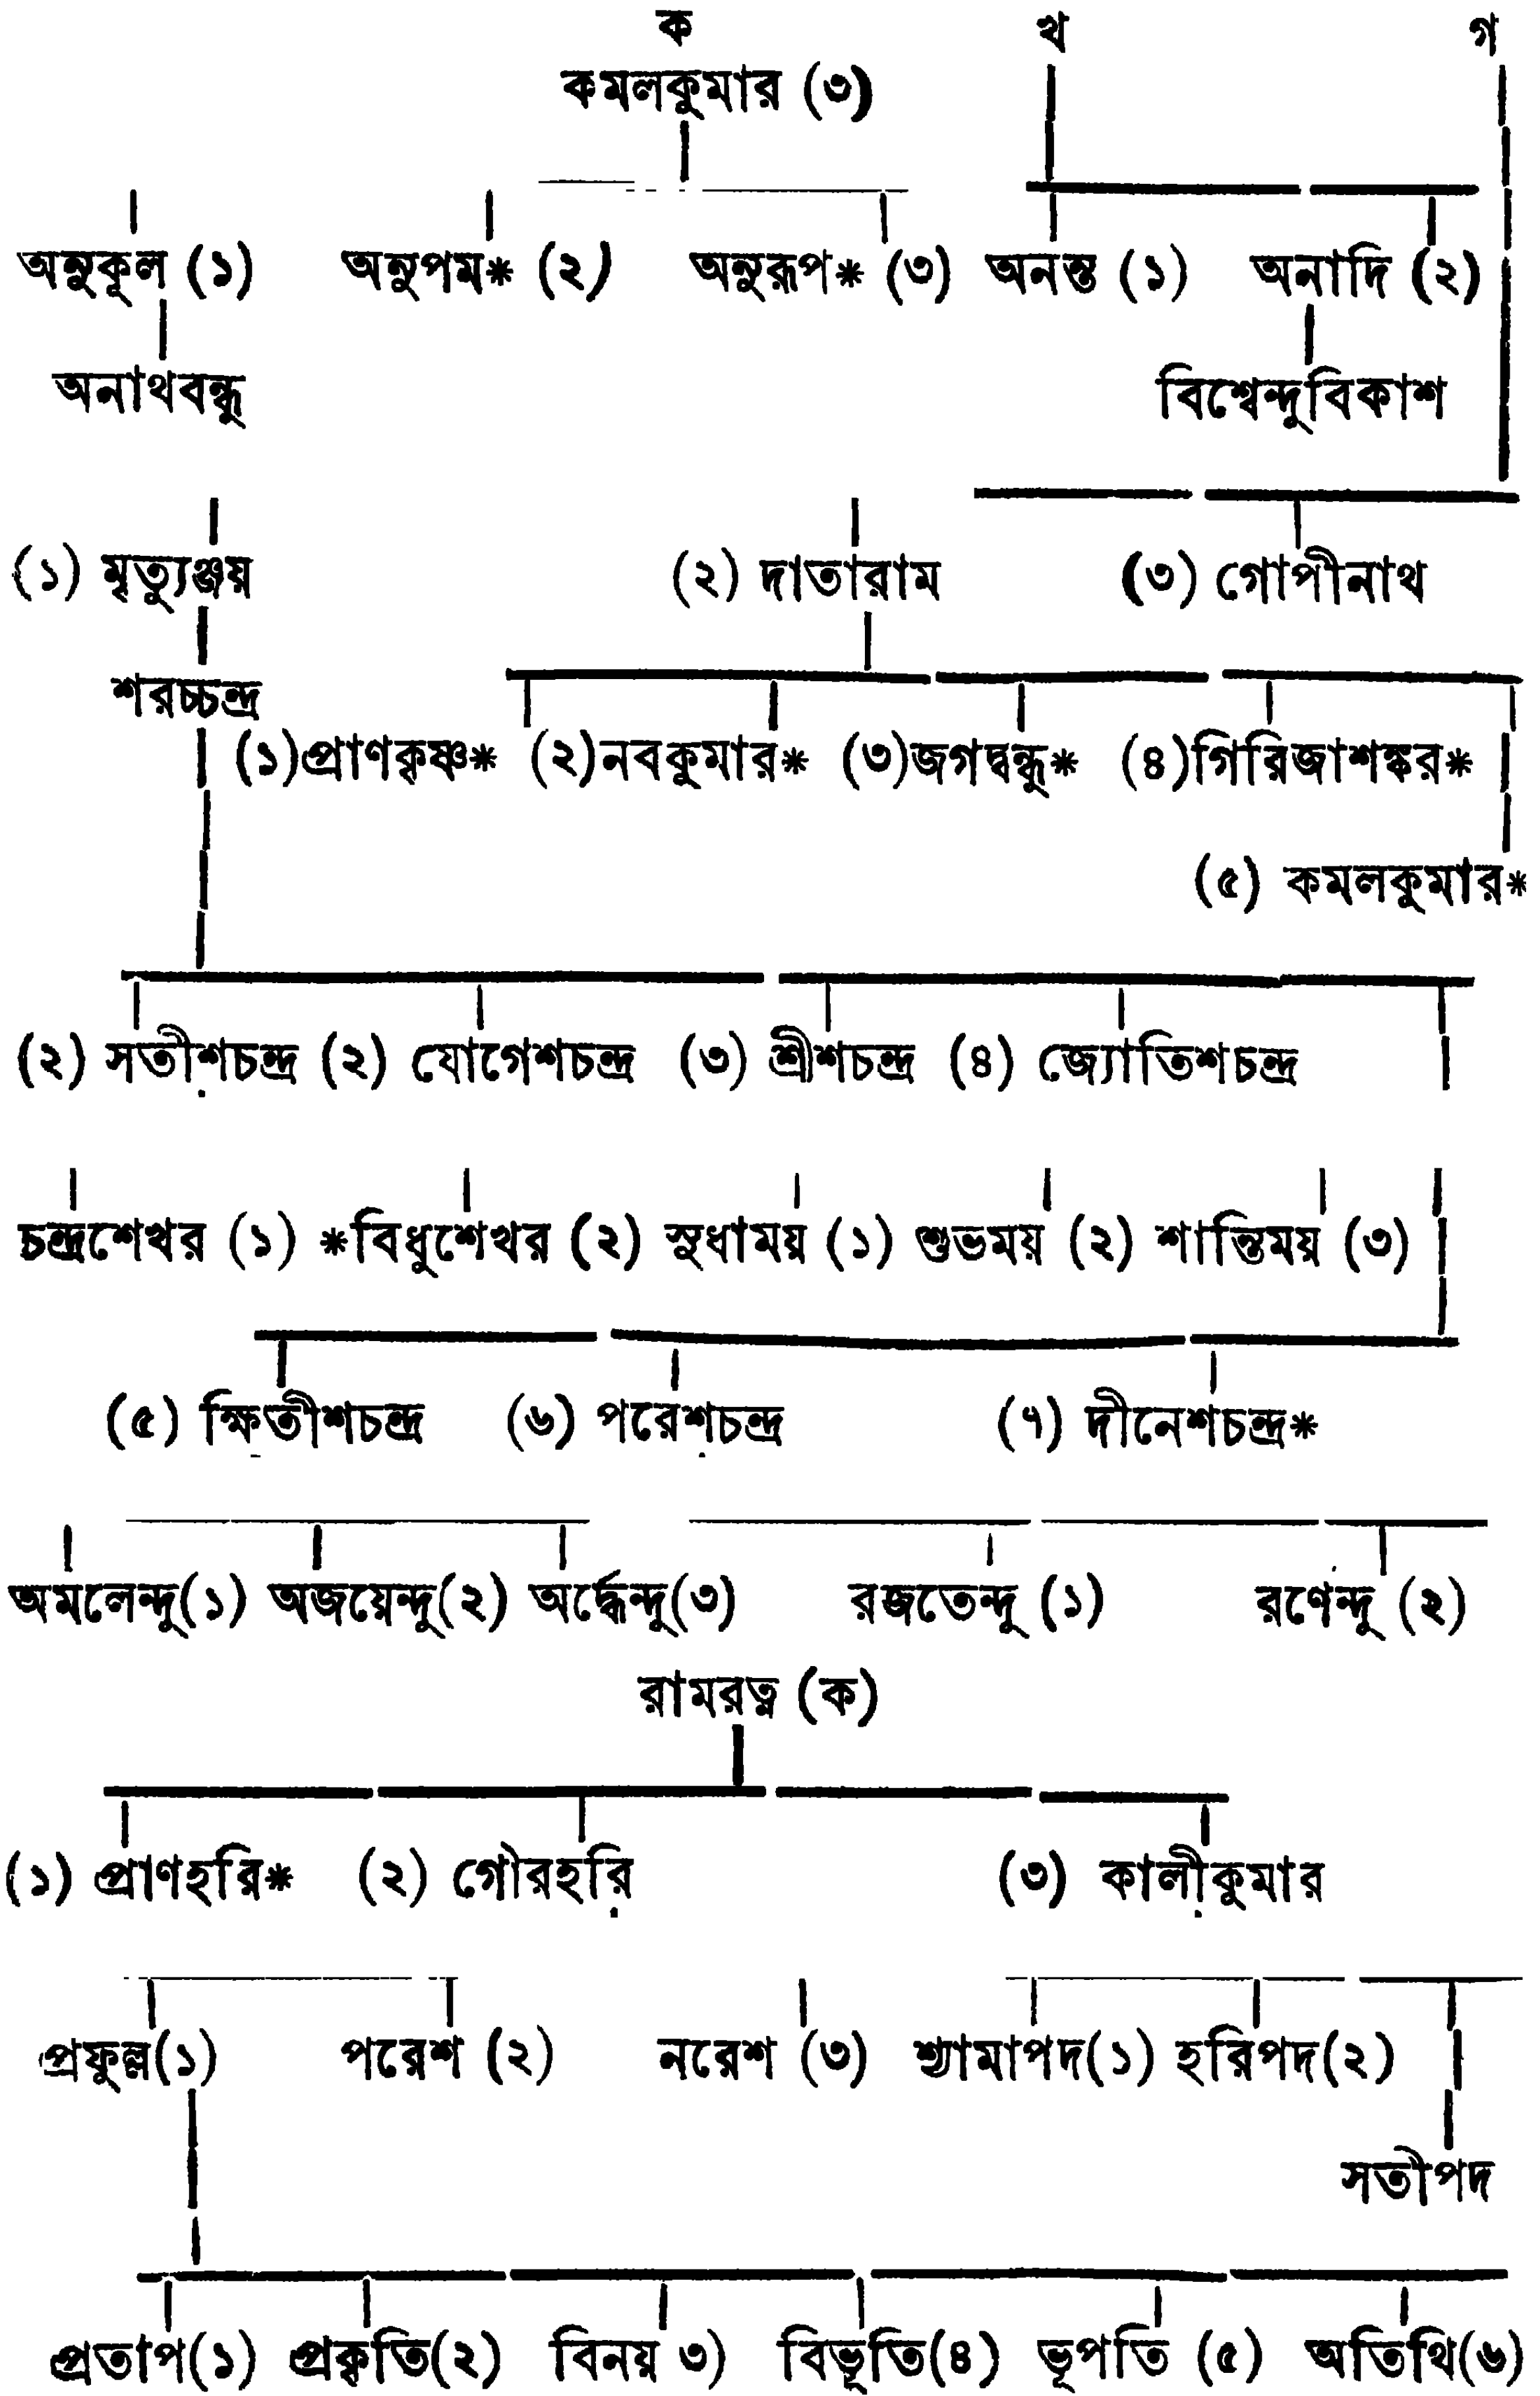 ক খ গ
কমলকুমার (৩)
অনুকূল (১) অনুপম* (২) অনুরূপ* (৩) অনন্ত (১) অনাদি (২)
অনাথবন্ধু বিশ্বেন্দুবিকাশ
(১) মৃত্যুঞ্জয় (২) দাতারাম (৩) গোপীনাথ
শরচ্চন্দ্র
(১)প্রাণকৃষ্ণ* (২)নবকুমার* (৩)জগদ্বন্ধু* (৪)গিরিজাশঙ্কর*
(৫) কমলকুমার*
(২) সতীশচন্দ্র (২) যোগেশচন্দ্র (৩) শ্রীশচন্দ্র (৪) জ্যোতিশচন্দ্র
চন্দ্রশেখর (১) *বিধুশেখর (২) সুধাময় (১) শুভময় (২) শান্তিময় (৩)
(৫) ক্ষিতীশচন্দ্র (৬) পরেশচন্দ্র (৭) দীনেশচন্দ্র*
অমলেন্দু(১) অজয়েন্দু(২) অর্দ্ধেন্দু(৩) রজতেন্দু (১) রণেন্দু (২)
রামরত্ন (ক)
(১) প্রাণহরি* (২) গৌরহরি (৩) কালীকুমার
প্রফুল্ল(১) পরেশ (২) নরেশ (৩) শ্যামাপদ(১) হরিপদ(২)
সতীপদ
প্রতাপ(১) প্রকৃতি(২) বিনয় ৩) বিভূতি(৪) ভূপতি (৫) অতিথি(৬)